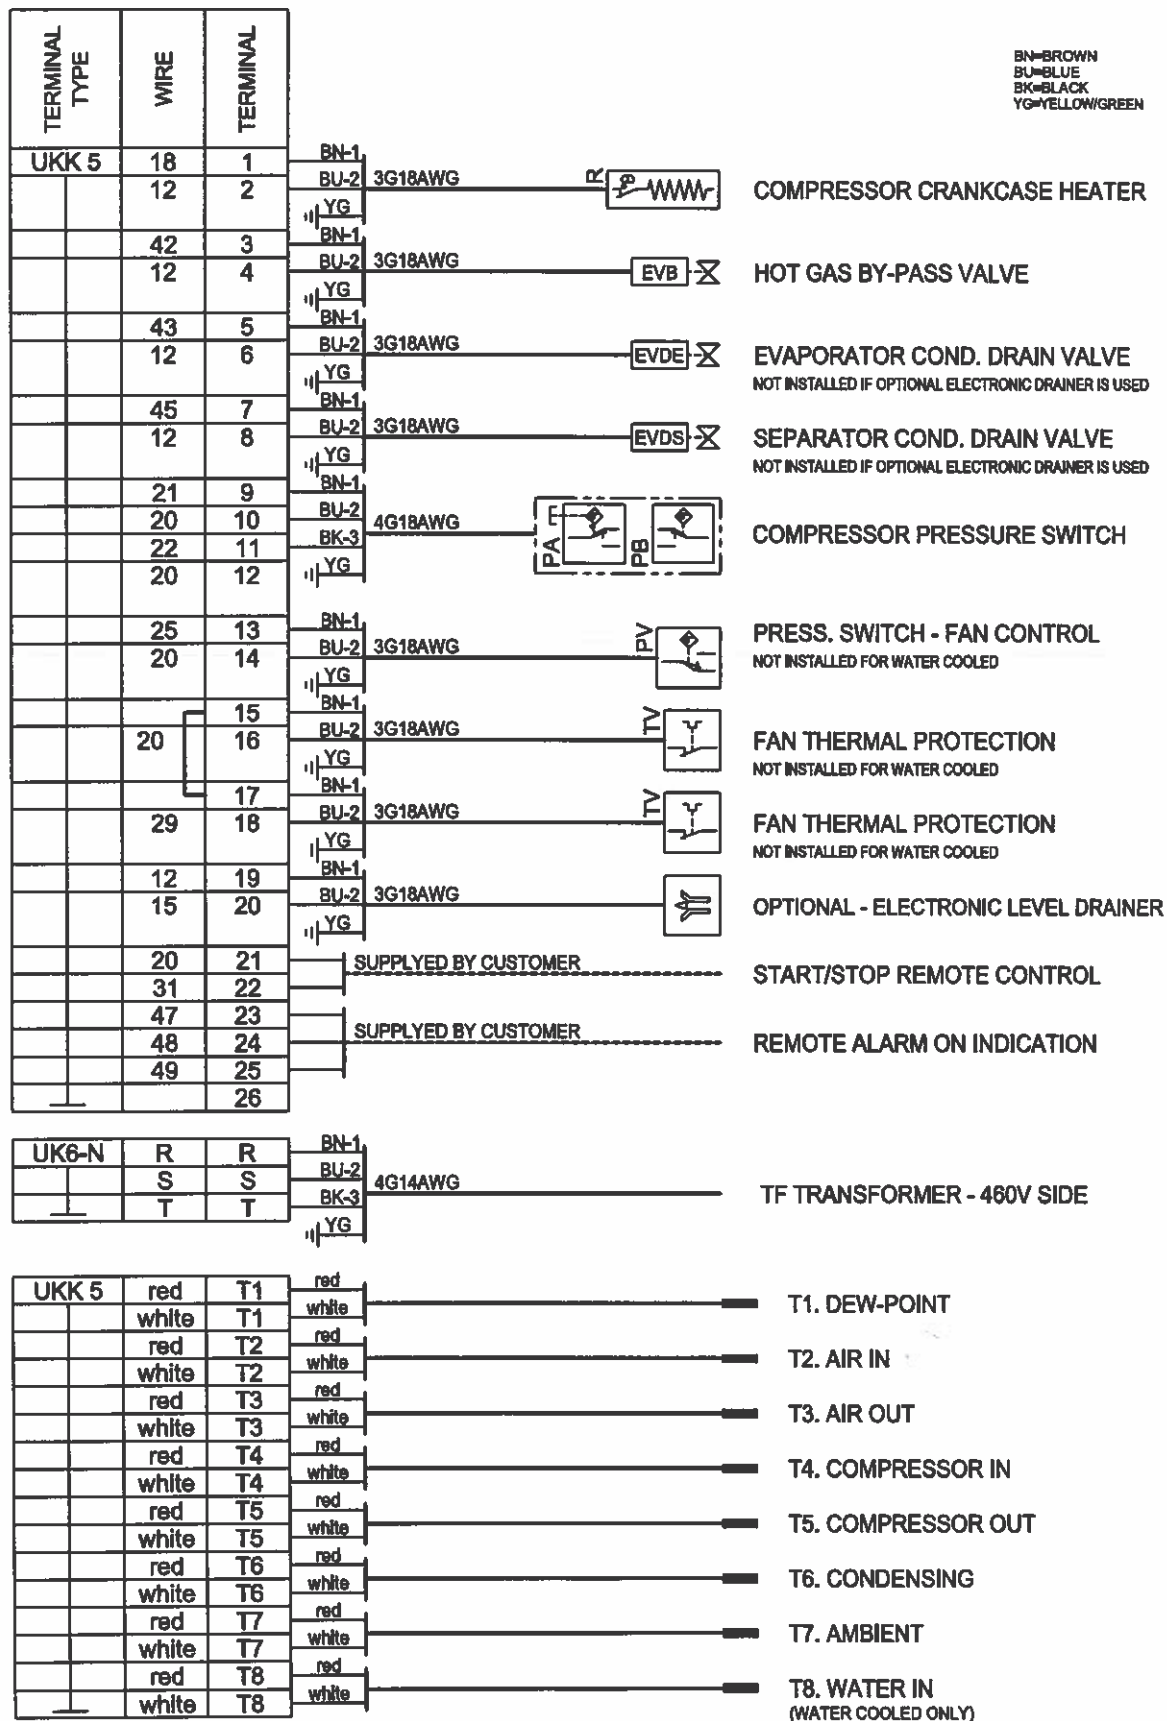 TERMINAL TYPE WIRE TERMINAL
BN=BROWN
BU=BLUE
BK=BLACK
YG=YELLOW/GREEN
UKK 5 18 1 BN-1
12 2 BU-2 3G18AWG R COMPRESSOR CRANKCASE HEATER
YG
42 3 BN-1
12 4 BU-2 3G18AWG EVB HOT GAS BY-PASS VALVE
YG
43 5 BN-1
12 6 BU-2 3G18AWG EVDE EVAPORATOR COND. DRAIN VALVE
YG NOT INSTALLED IF OPTIONAL ELECTRONIC DRAINER IS USED
45 7 BN-1
12 8 BU-2 3G18AWG EVDS SEPARATOR COND. DRAIN VALVE
YG NOT INSTALLED IF OPTIONAL ELECTRONIC DRAINER IS USED
21 9 BN-1
20 10 BU-2 4G18AWG PA PB COMPRESSOR PRESSURE SWITCH
22 11 BK-3
20 12 YG
25 13 BN-1 PV PRESS. SWITCH - FAN CONTROL
20 14 BU-2 3G18AWG NOT INSTALLED FOR WATER COOLED
YG
15 BN-1
20 16 BU-2 3G18AWG TV FAN THERMAL PROTECTION
YG NOT INSTALLED FOR WATER COOLED
17 BN-1
29 18 BU-2 3G18AWG TV FAN THERMAL PROTECTION
YG NOT INSTALLED FOR WATER COOLED
12 19 BN-1
15 20 BU-2 3G18AWG OPTIONAL - ELECTRONIC LEVEL DRAINER
YG
20 21 SUPPLYED BY CUSTOMER START/STOP REMOTE CONTROL
31 22
47 23
48 24 SUPPLYED BY CUSTOMER REMOTE ALARM ON INDICATION
49 25
26
UK6-N R R BN-1
S S BU-2 4G14AWG TF TRANSFORMER - 460V SIDE
T T BK-3
YG
UKK 5 red T1 red
white T1 white T1. DEW-POINT
red T2 red
white T2 white T2. AIR IN
red T3 red
white T3 white T3. AIR OUT
red T4 red
white T4 white T4. COMPRESSOR IN
red T5 red
white T5 white T5. COMPRESSOR OUT
red T6 red
white T6 white T6. CONDENSING
red T7 red
white T7 white T7. AMBIENT
red T8 red
white T8 white T8. WATER IN
(WATER COOLED ONLY)